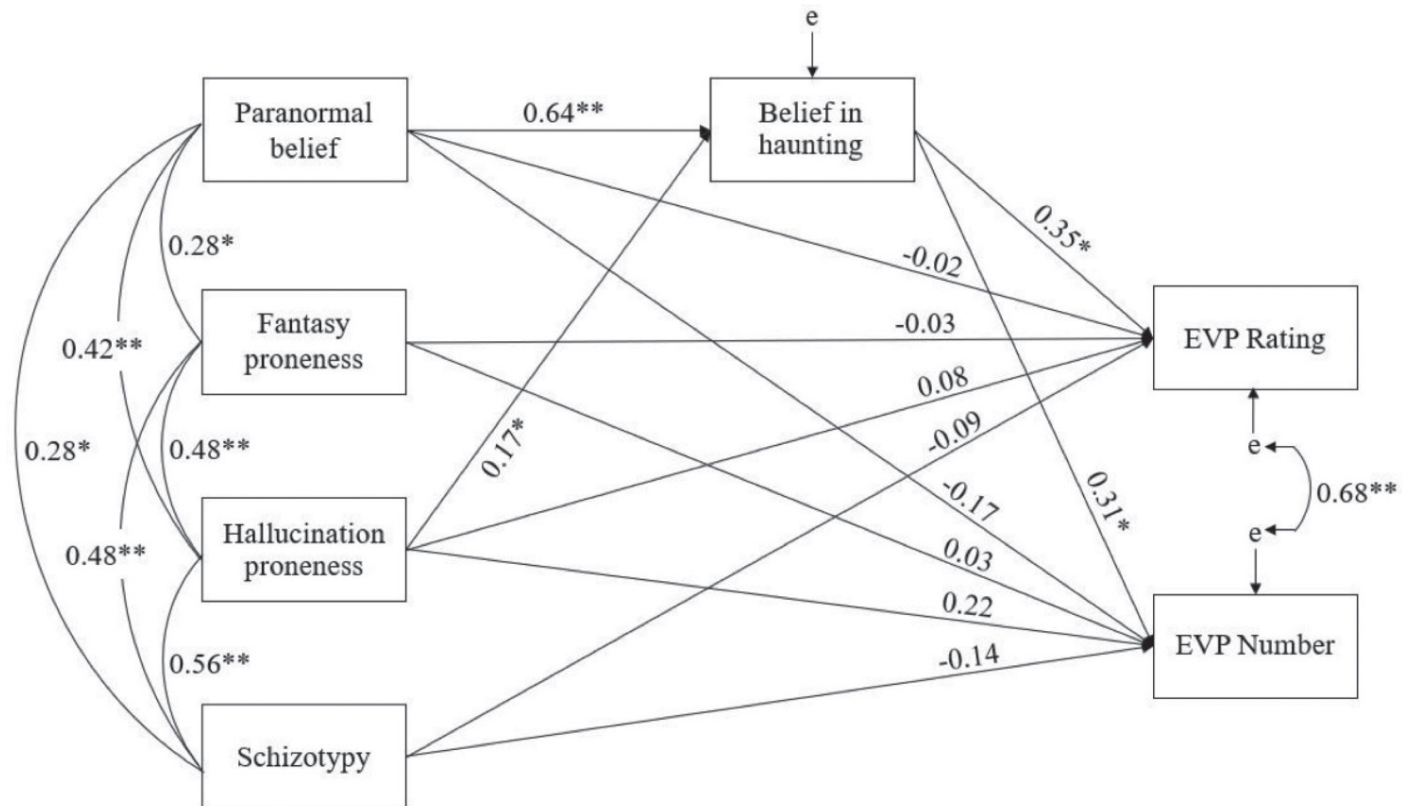 e
Paranormal
belief
0.64**
Belief in
haunting
0.28*
0.35*
-0.02
Fantasy
proneness
-0.03
EVP Rating
0.42**
0.08
0.28*
0.48**
0.17*
-0.09
e
-0.17
0.31*
0.68**
Hallucination
proneness
e
0.48**
0.03
0.22
0.56**
-0.14
EVP Number
Schizotypy